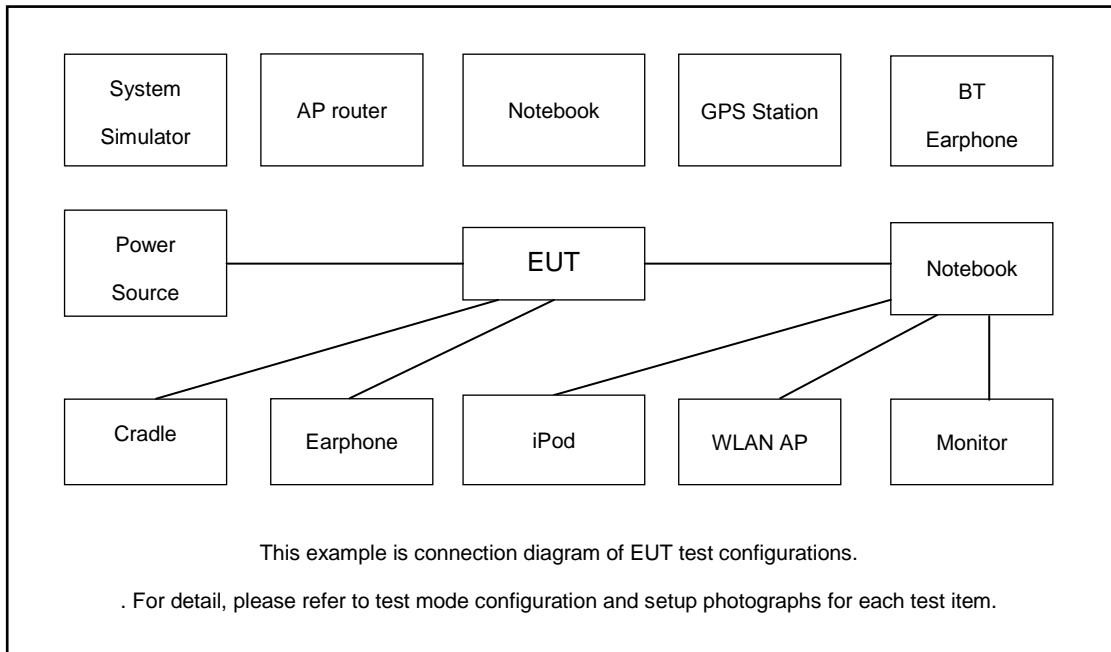 System
Simulator
AP router
Notebook
GPS Station
BT
Earphone
Power
Source
EUT
Notebook
Cradle
Earphone
iPod
WLAN AP
Monitor
This example is connection diagram of EUT test configurations.
. For detail, please refer to test mode configuration and setup photographs for each test item.